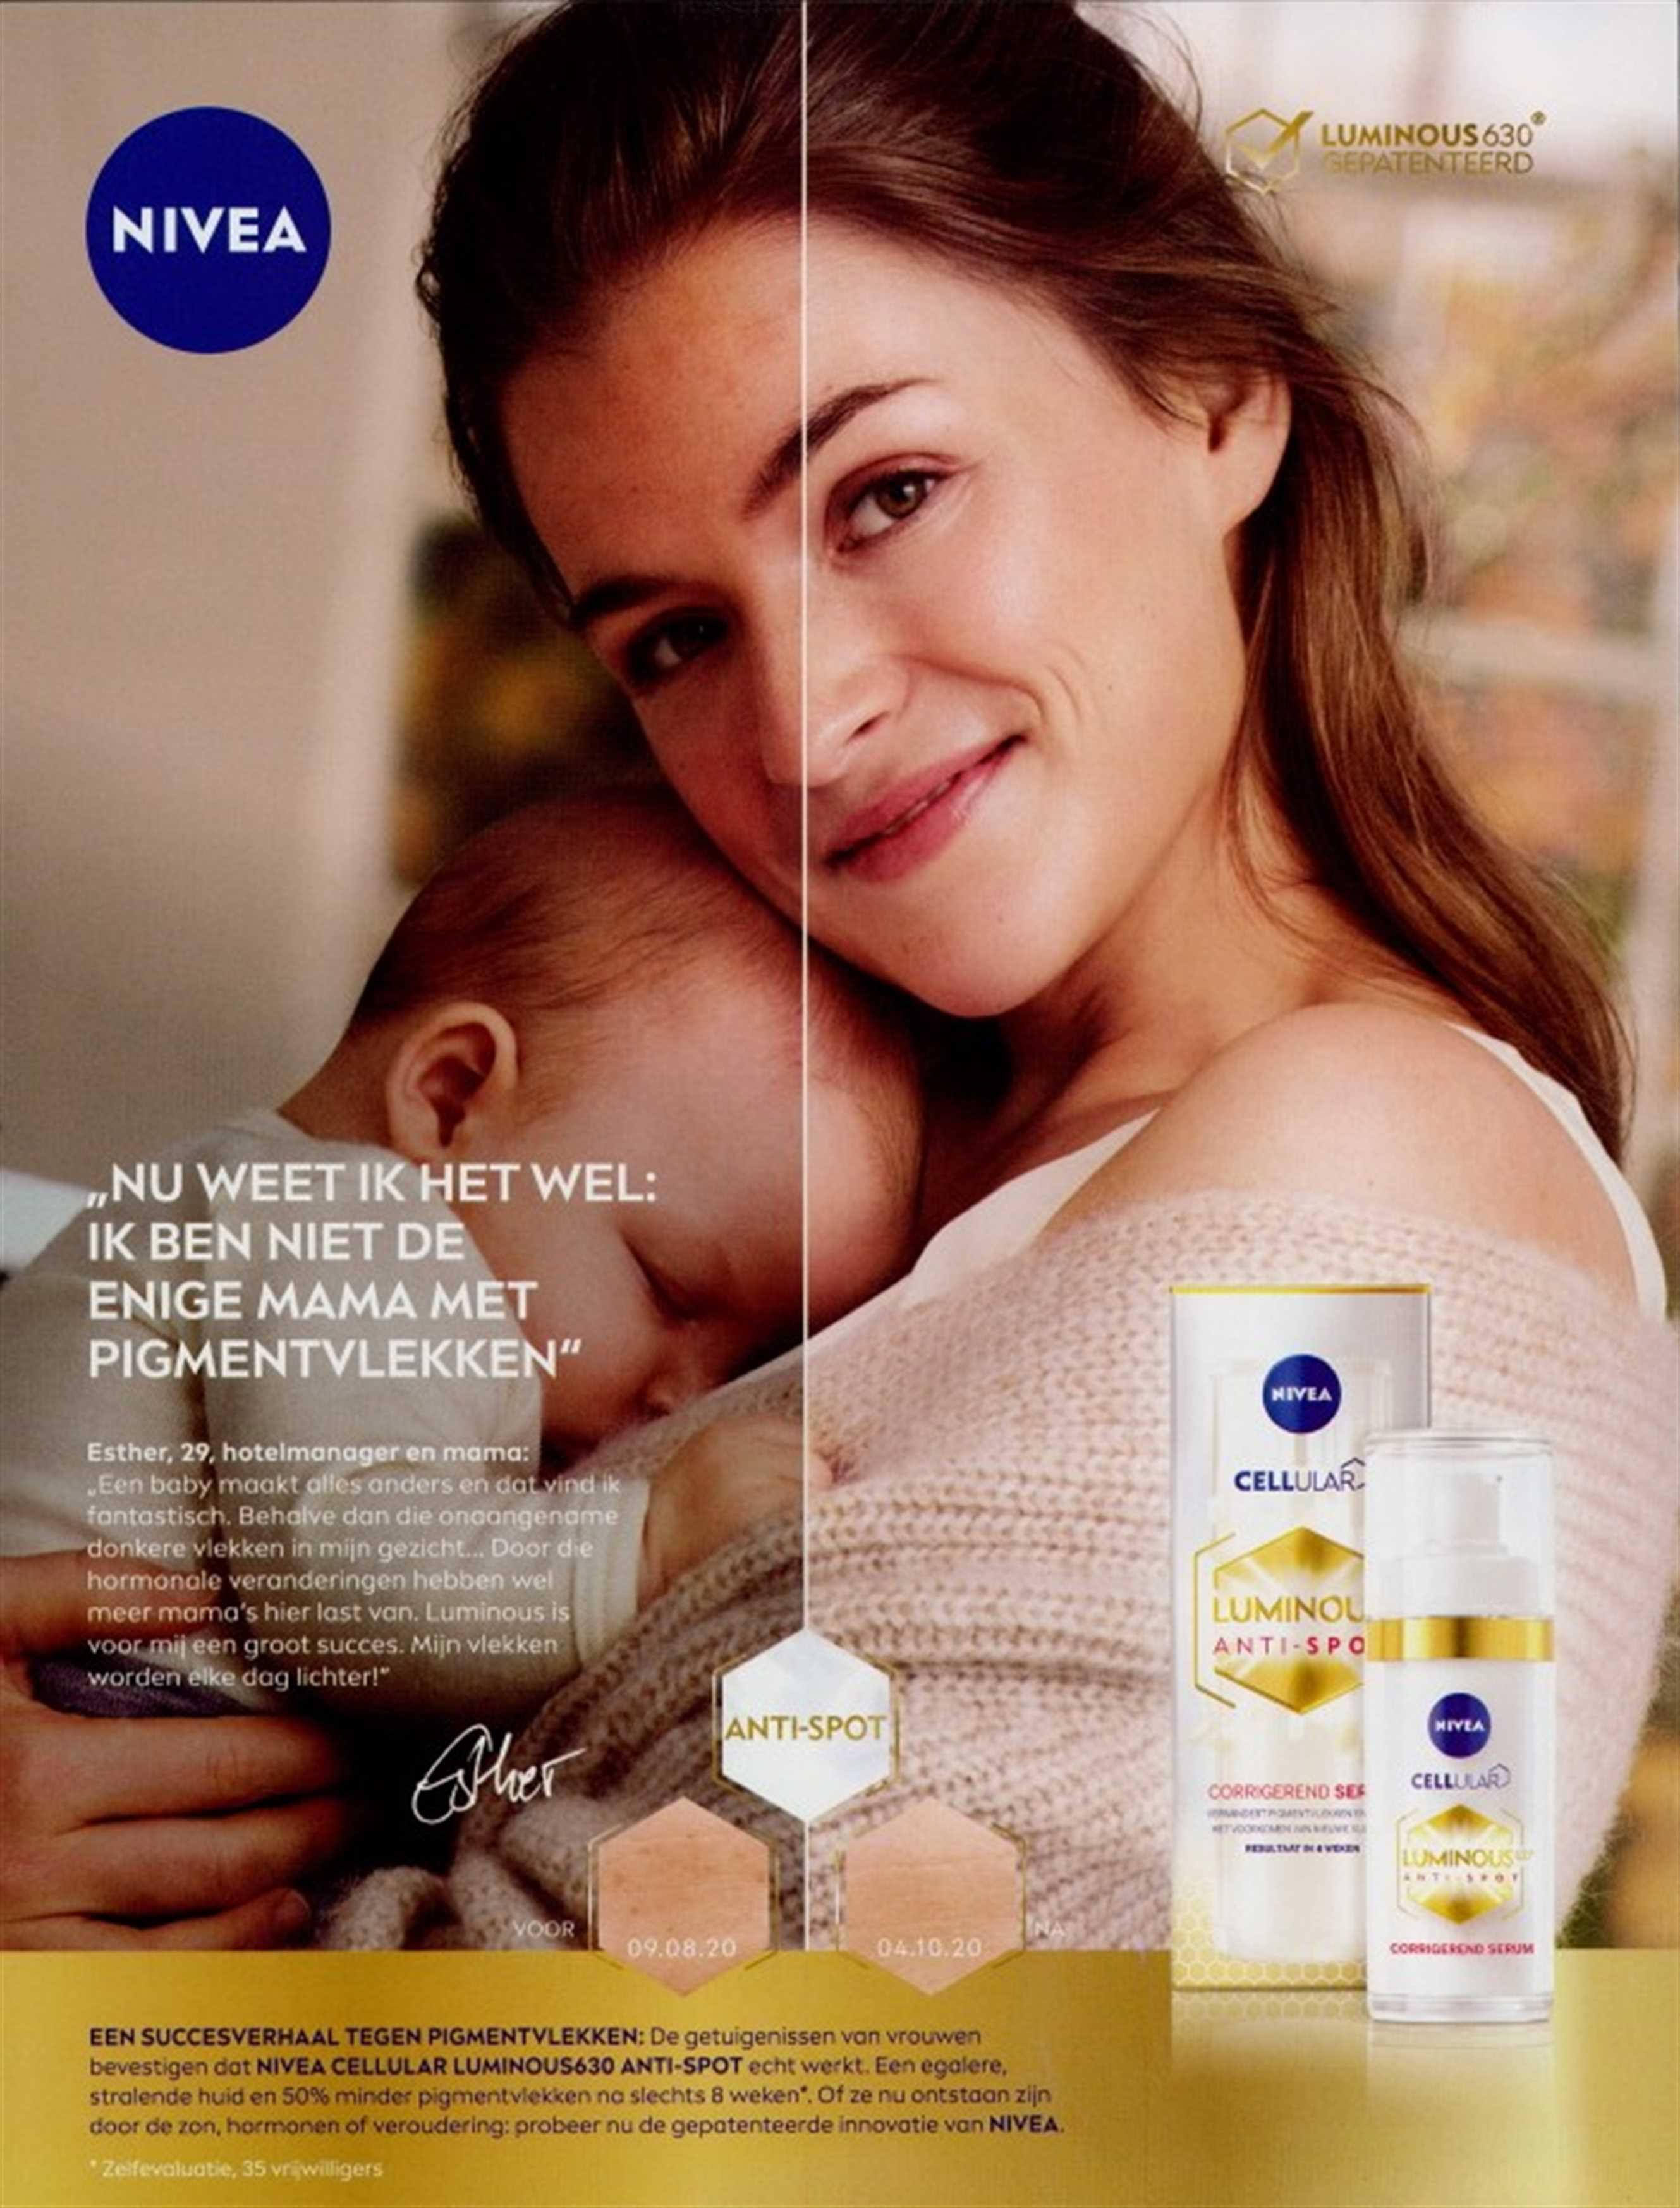 NIVEA
LUMINOUS630®
GEPATENTEERD
„NU WEET IK HET WEL:
IK BEN NIET DE
ENIGE MAMA MET
PIGMENTVLEKKEN“
Esther, 29, hotelmanager en mama:
„Een baby maakt alles anders en dat vind ik
fantastisch. Behalve dan die onaangename
donkere vlekken in mijn gezicht... Door die
hormonale veranderingen hebben wel
meer mama's hier last van. Luminous is
voor mij een groot succes. Mijn vlekken
worden elke dag lichter!"
Esther
ANTI-SPOT
VOOR
09.08.20
04.10.20
NA
NIVEA
CELLULAR
LUMINOU
ANTI-SPO
CORRIGEREND SER
RESULTAAT IN 4 WEKEN
NIVEA
CELLULAR
LUMINOUS
ANTI-SPOT
CORRIGEREND SERUM
EEN SUCCESVERHAAL TEGEN PIGMENTVLEKKEN: De getuigenissen van vrouwen
bevestigen dat NIVEA CELLULAR LUMINOUS630 ANTI-SPOT echt werkt. Een egalere,
stralende huid en 50% minder pigmentvlekken na slechts 8 weken*. Of ze nu ontstaan zijn
door de zon, hormonen of veroudering: probeer nu de gepatenteerde innovatie van NIVEA.
* Zelfevaluatie, 35 vrijwilligers